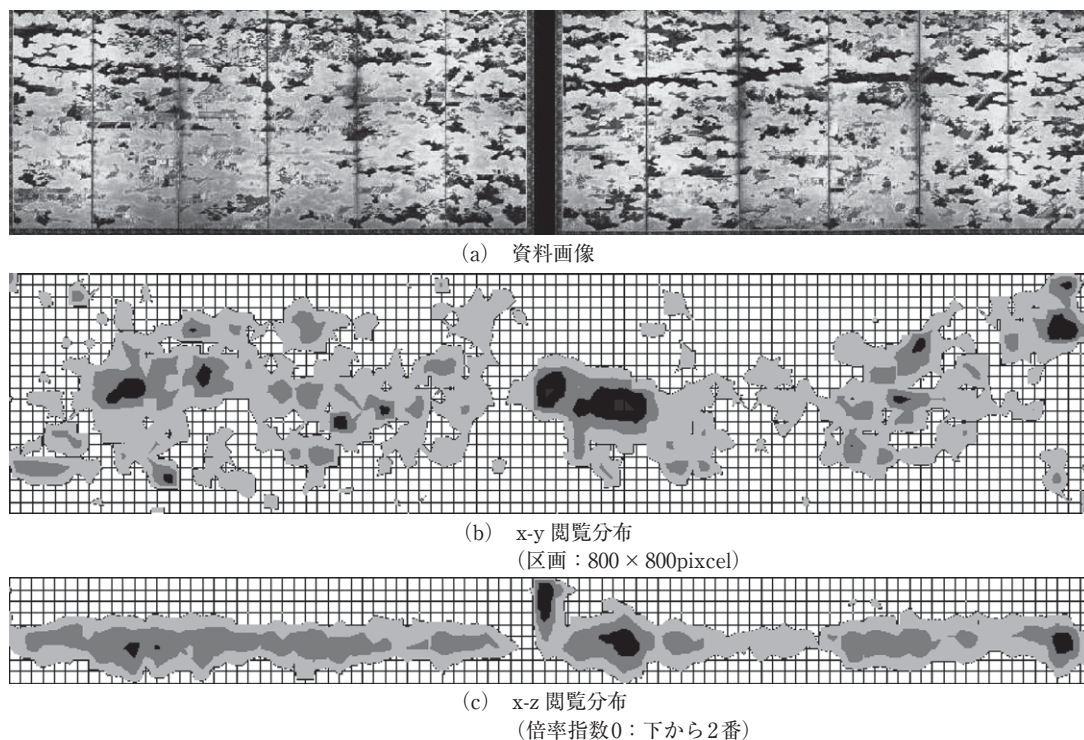 (a) 資料画像
(b) x-y 閲覧分布
(区画:800 × 800pixcel)
(c) x-z 閲覧分布
(倍率指数0:下から2番)